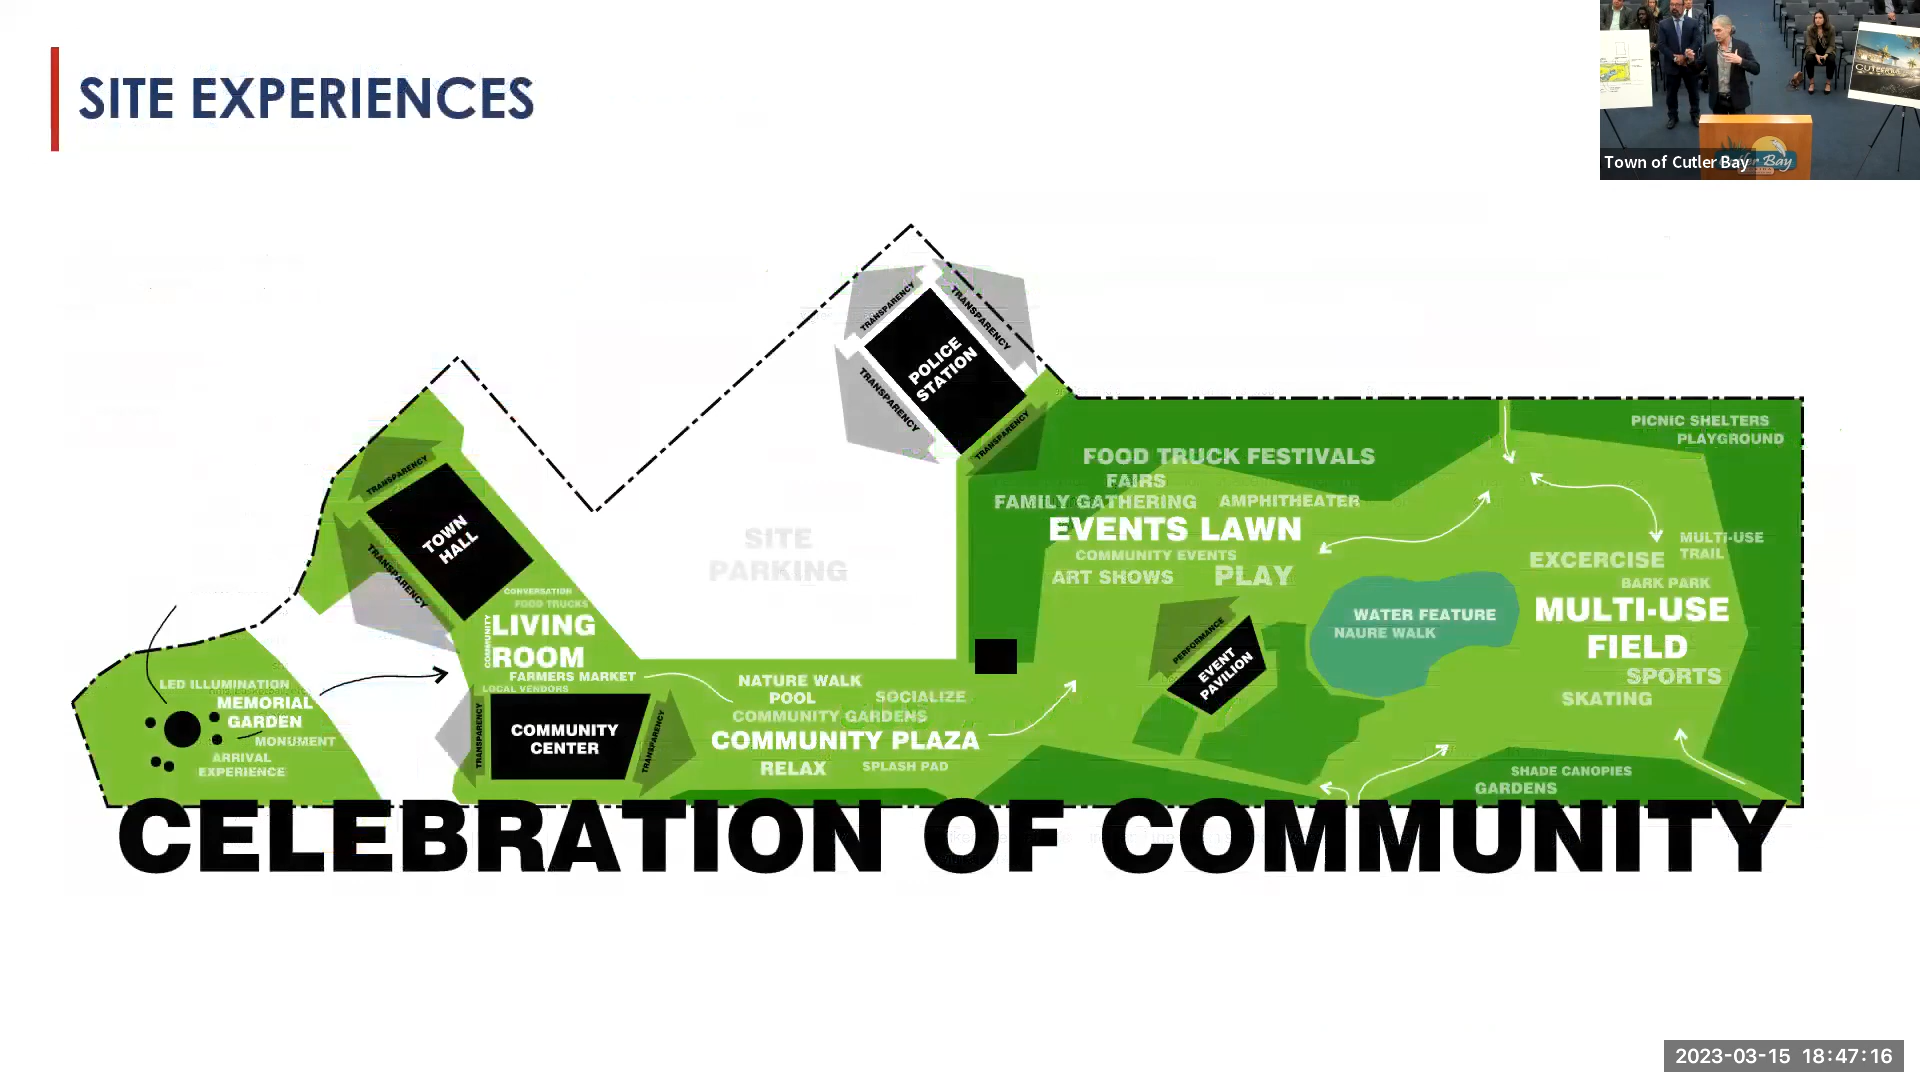 SITE EXPERIENCES
CUTLER BAY
Town of Cutler Bay
TRANSPARENCY
TRANSPARENCY
POLICE
STATION
TRANSPARENCY
TRANSPARENCY
PICNIC SHELTERS
PLAYGROUND
FOOD TRUCK FESTIVALS
FAIRS
FAMILY GATHERING
AMPHITHEATER
EVENTS LAWN
COMMUNITY EVENTS
ART SHOWS
PLAY
MULTI-USE
TRAIL
EXCERCISE
BARK PARK
MULTI-USE
FIELD
SPORTS
SKATING
WATER FEATURE
NAURE WALK
PERFORMANCE
EVENT
PAVILION
SITE
PARKING
TRANSPARENCY
TOWN
HALL
TRANSPARENCY
CONVERSATION
FOOD TRUCKS
COMMUNITY
LIVING
ROOM
FARMERS MARKET
LOCAL VENDORS
LED ILLUMINATION
MEMORIAL
GARDEN
MONUMENT
ARRIVAL
EXPERIENCE
TRANSPARENCY
COMMUNITY
CENTER
TRANSPARENCY
NATURE WALK
POOL
SOCIALIZE
COMMUNITY GARDENS
COMMUNITY PLAZA
RELAX
SPLASH PAD
SHADE CANOPIES
GARDENS
CELEBRATION OF COMMUNITY
2023-03-15 18:47:16